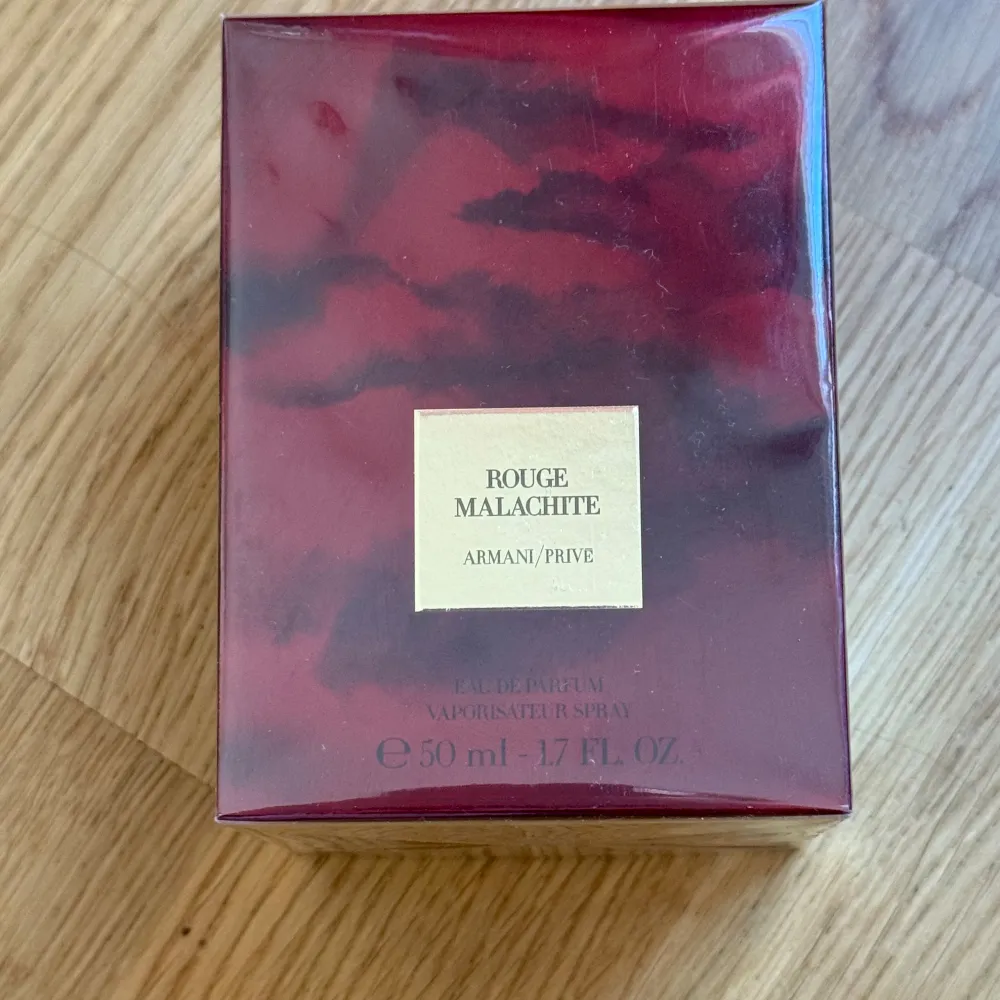 ROUGE
MALACHITE
ARMANI/PRIVE
EAU DE PARFUM
VAPORISATEUR SPRAY
℮ 50 ml - 1.7 FL. OZ.